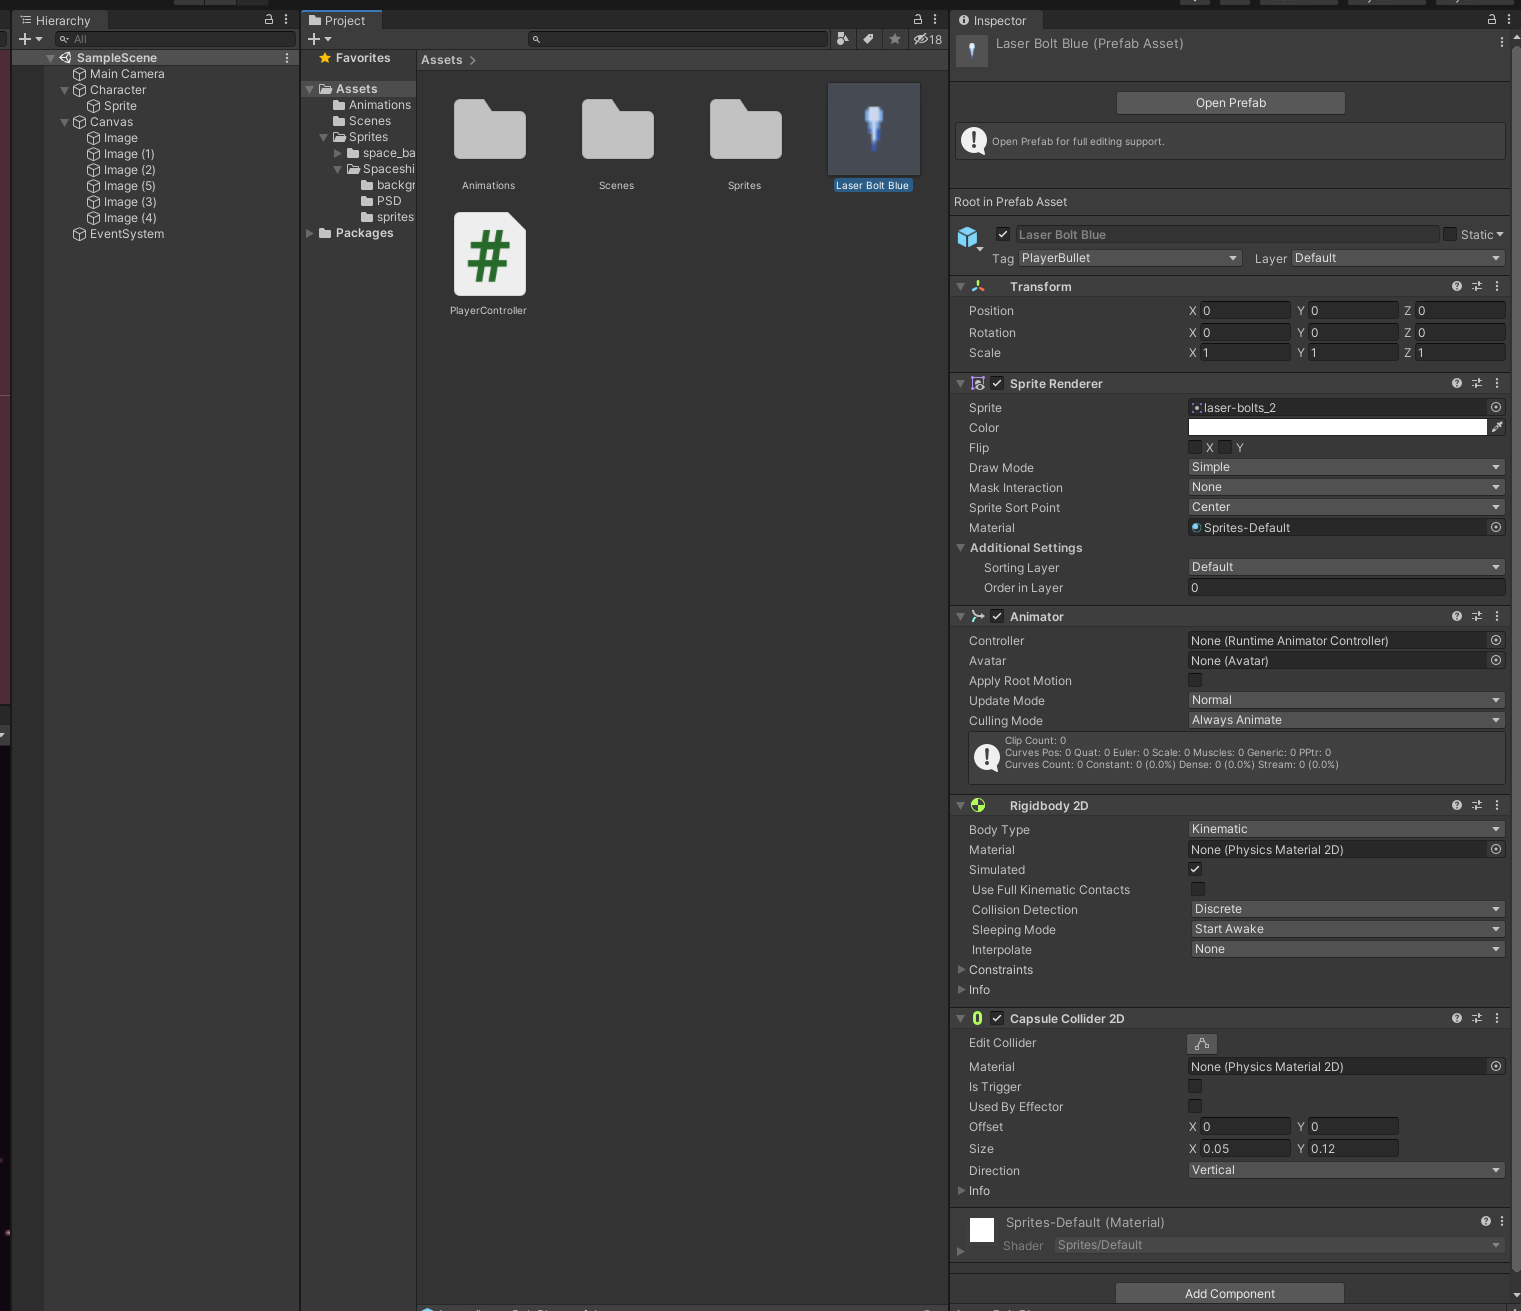 Hierarchy
All
SampleScene
Main Camera
Character
Sprite
Canvas
Image
Image (1)
Image (2)
Image (5)
Image (3)
Image (4)
EventSystem
Project
18
Favorites
Assets
Animations
Scenes
Sprites
space_ba
Spaceshi
backgr
PSD
sprites
Packages
Assets
Animations
Scenes
Sprites
Laser Bolt Blue
PlayerController
Inspector
Laser Bolt Blue (Prefab Asset)
Open Prefab
Open Prefab for full editing support.
Root in Prefab Asset
Laser Bolt Blue
Static
Tag PlayerBullet Layer Default
Transform
Position X 0 Y 0 Z 0
Rotation X 0 Y 0 Z 0
Scale X 1 Y 1 Z 1
Sprite Renderer
Sprite laser-bolts_2
Color
Flip X Y
Draw Mode Simple
Mask Interaction None
Sprite Sort Point Center
Material Sprites-Default
Additional Settings
Sorting Layer Default
Order in Layer 0
Animator
Controller None (Runtime Animator Controller)
Avatar None (Avatar)
Apply Root Motion
Update Mode Normal
Culling Mode Always Animate
Clip Count: 0
Curves Pos: 0 Quat: 0 Euler: 0 Scale: 0 Muscles: 0 Generic: 0 PPtr: 0
Curves Count: 0 Constant: 0 (0.0%) Dense: 0 (0.0%) Stream: 0 (0.0%)
Rigidbody 2D
Body Type Kinematic
Material None (Physics Material 2D)
Simulated
Use Full Kinematic Contacts
Collision Detection Discrete
Sleeping Mode Start Awake
Interpolate None
Constraints
Info
Capsule Collider 2D
Edit Collider
Material None (Physics Material 2D)
Is Trigger
Used By Effector
Offset X 0 Y 0
Size X 0.05 Y 0.12
Direction Vertical
Info
Sprites-Default (Material)
Shader Sprites/Default
Add Component